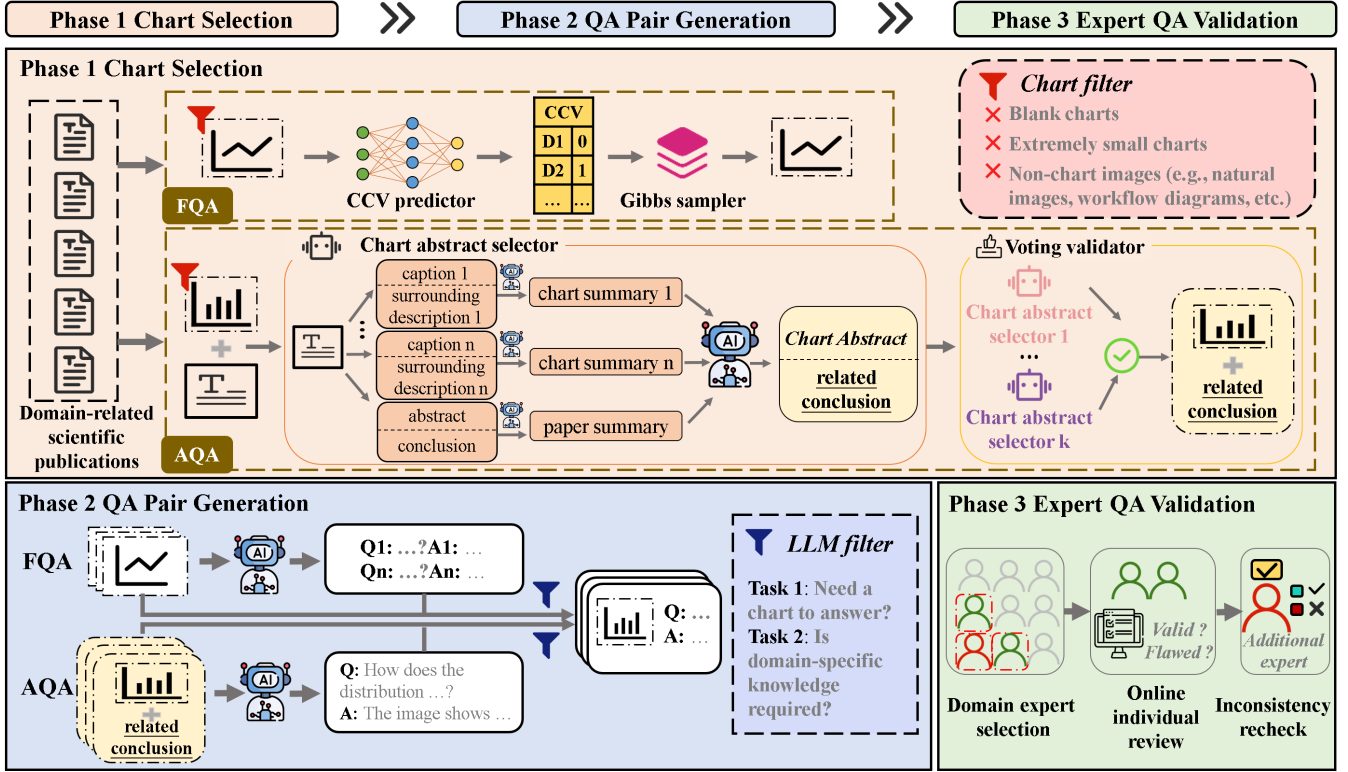 Phase 1 Chart Selection
Phase 2 QA Pair Generation
Phase 3 Expert QA Validation
Phase 1 Chart Selection
Domain-related
scientific
publications
FQA
CCV predictor
CCV
D1 0
D2 1
... ...
Gibbs sampler
Chart filter
Blank charts
Extremely small charts
Non-chart images (e.g., natural
images, workflow diagrams, etc.)
AQA
T
Chart abstract selector
T
caption 1
surrounding
description 1
AI
chart summary 1
caption n
surrounding
description n
AI
chart summary n
abstract
conclusion
AI
paper summary
AI
Chart Abstract
related
conclusion
Voting validator
Chart abstract
selector 1
...
Chart abstract
selector k
related
conclusion
Phase 2 QA Pair Generation
FQA
AI
Q1: ...?A1: ...
Qn: ...?An: ...
AQA
related
conclusion
AI
Q: How does the
distribution ...?
A: The image shows ...
Q: ...
A: ...
LLM filter
Task 1: Need a
chart to answer?
Task 2: Is
domain-specific
knowledge
required?
Phase 3 Expert QA Validation
Domain expert
selection
Valid ?
Flawed ?
Online
individual
review
Additional
expert
Inconsistency
recheck